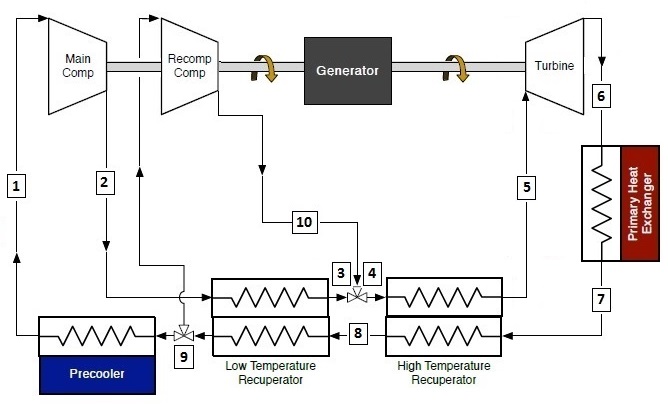 Main
Comp
Recomp
Comp
Generator
Turbine
6
1
2
5
Primary Heat
Exchanger
10
3
4
7
8
9
Precooler
Low Temperature
Recuperator
High Temperature
Recuperator